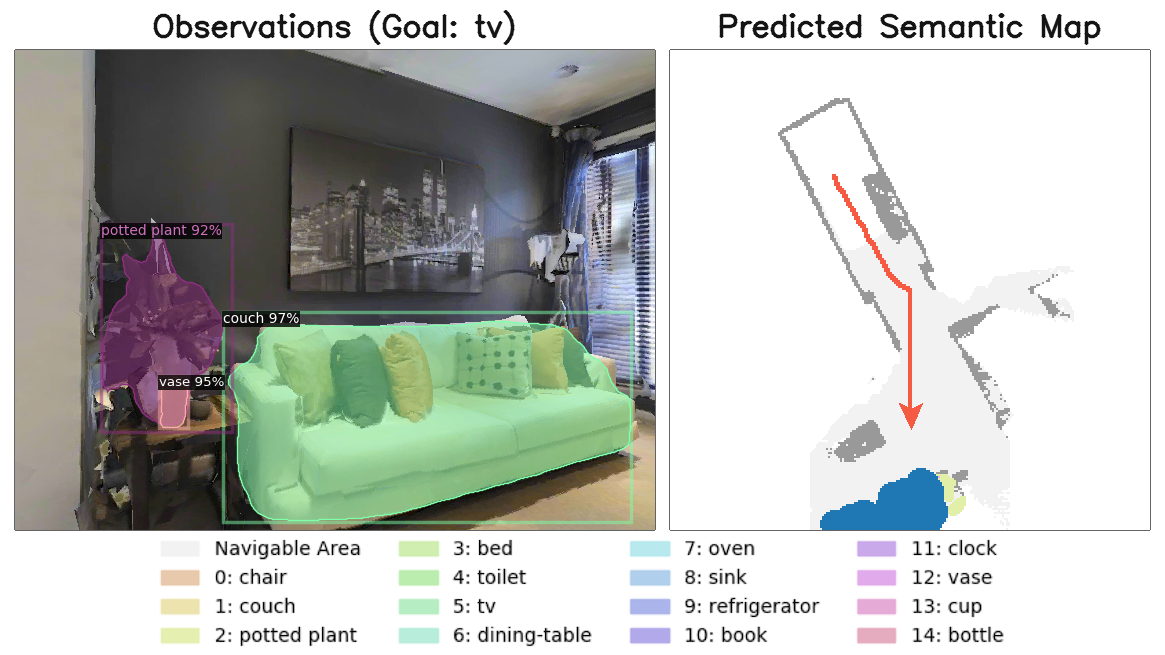 Observations (Goal: tv)
Predicted Semantic Map
potted plant 92%
couch 97%
vase 95%
Navigable Area
0: chair
1: couch
2: potted plant
3: bed
4: toilet
5: tv
6: dining-table
7: oven
8: sink
9: refrigerator
10: book
11: clock
12: vase
13: cup
14: bottle